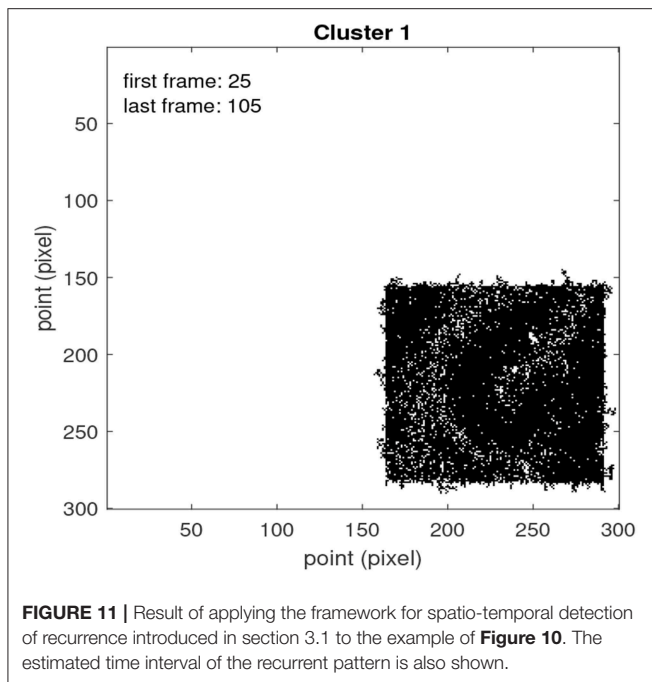 Cluster 1
first frame: 25
last frame: 105
50
100
150
200
250
300
point (pixel)
50
100
150
200
250
300
point (pixel)
FIGURE 11 | Result of applying the framework for spatio-temporal detection
of recurrence introduced in section 3.1 to the example of Figure 10. The
estimated time interval of the recurrent pattern is also shown.